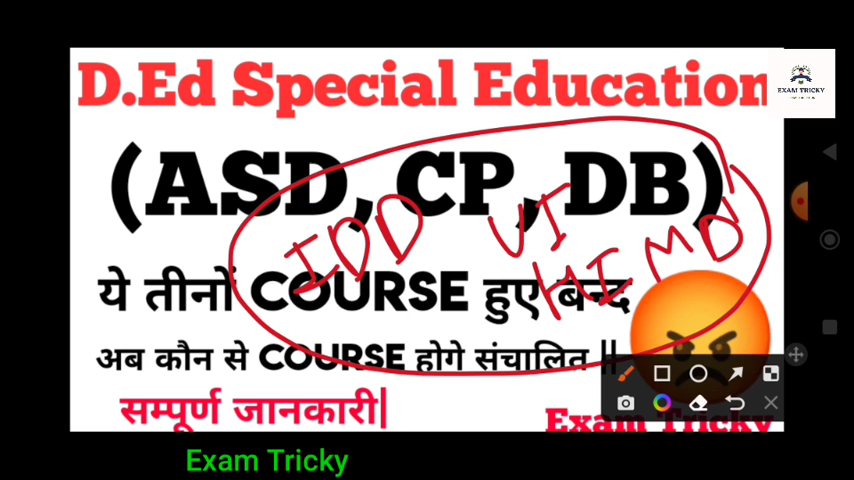 D.Ed Special Education
EXAM TRICKY
(ASD, CP, DB)
IDD VI HI MD
ये तीनों COURSE हुए बन्द
अब कौन से COURSE होगे संचालित ||
सम्पूर्ण जानकारी|
Exam Tricky
Exam Tricky